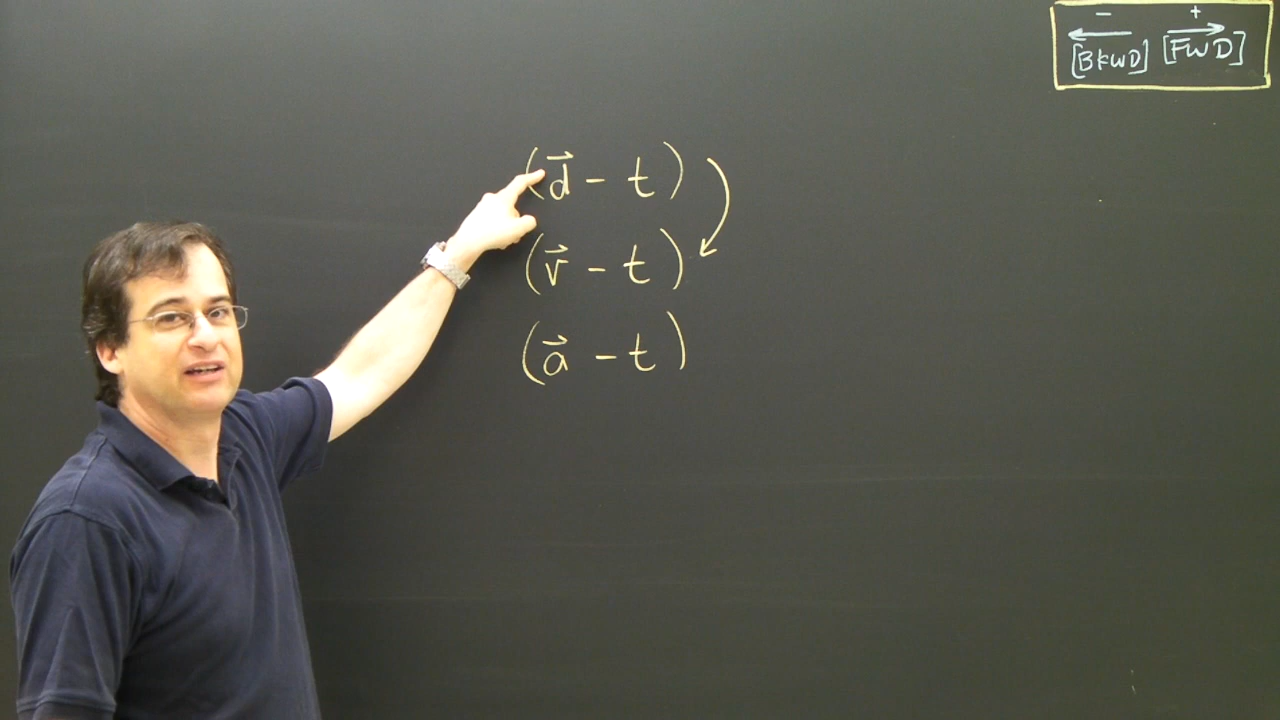 - +
[BKWD] [FWD]
(d⃗ - t)
(v⃗ - t)
(a⃗ - t)